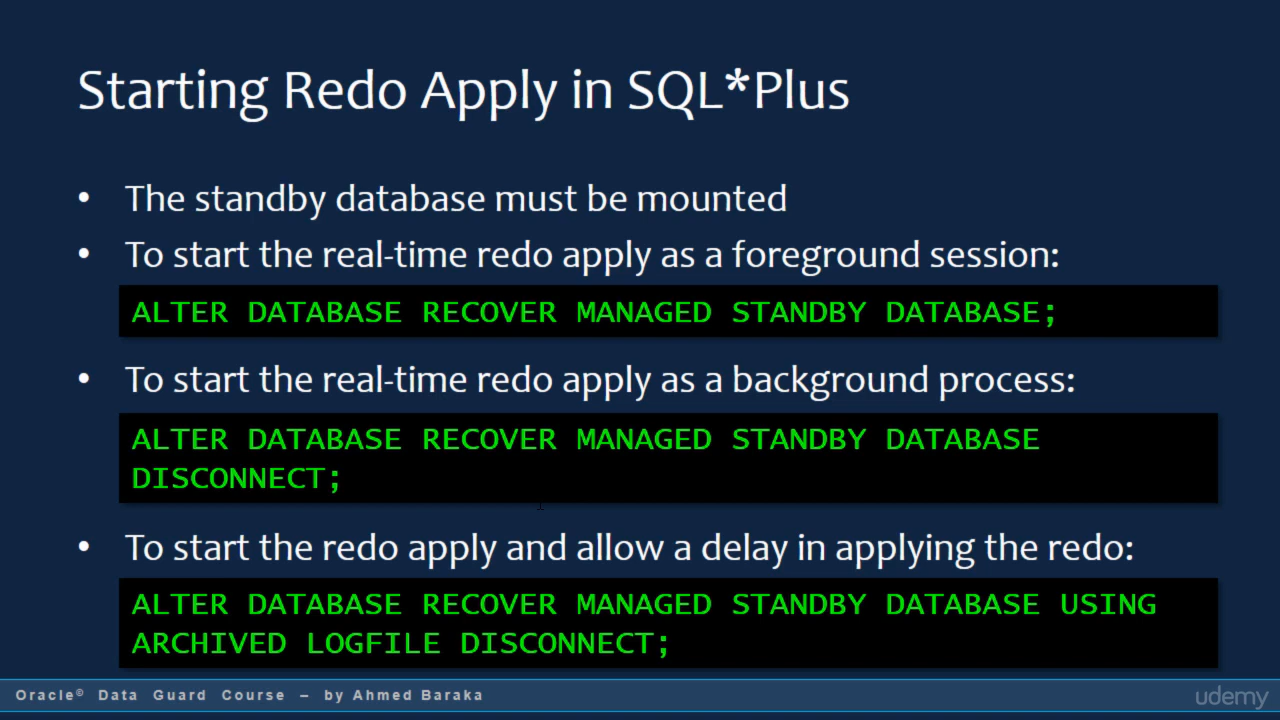 Starting Redo Apply in SQL*Plus
• The standby database must be mounted
• To start the real-time redo apply as a foreground session:
ALTER DATABASE RECOVER MANAGED STANDBY DATABASE;
• To start the real-time redo apply as a background process:
ALTER DATABASE RECOVER MANAGED STANDBY DATABASE
DISCONNECT;
• To start the redo apply and allow a delay in applying the redo:
ALTER DATABASE RECOVER MANAGED STANDBY DATABASE USING
ARCHIVED LOGFILE DISCONNECT;
Oracle© Data Guard Course – by Ahmed Baraka
udemy